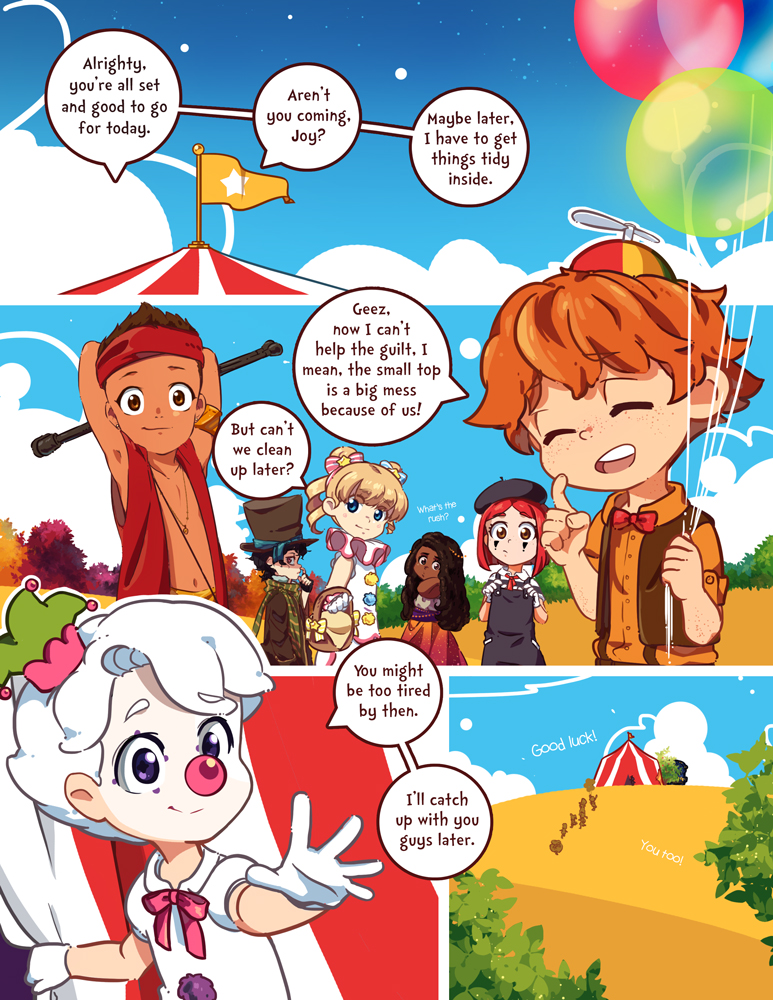 Alrighty,
you're all set
and good to go
for today.
Aren't
you coming,
Joy?
Maybe later,
I have to get
things tidy
inside.
Geez,
now I can't
help the guilt, I
mean, the small top
is a big mess
because of us!
But can't
we clean
up later?
What's the
rush?
You might
be too tired
by then.
I'll catch
up with you
guys later.
Good luck!
You too!